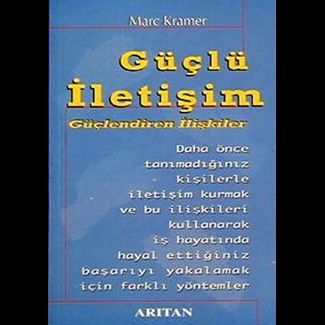 Marc Kramer
Güçlü
İletişim
Güçlendiren İlişkiler
Daha önce
tanımadığınız
kişilerle
iletişim kurmak
ve bu ilişkileri
kullanarak
iş hayatında
hayal ettiğiniz
başarıyı yakalamak
için farklı yöntemler
ARITAN